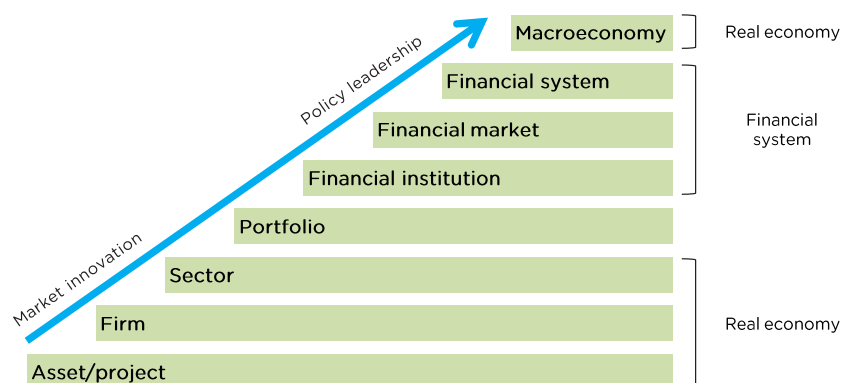 Macroeconomy
Real economy
Policy leadership
Financial system
Financial market
Financial
system
Financial institution
Portfolio
Market innovation
Sector
Firm
Real economy
Asset/project